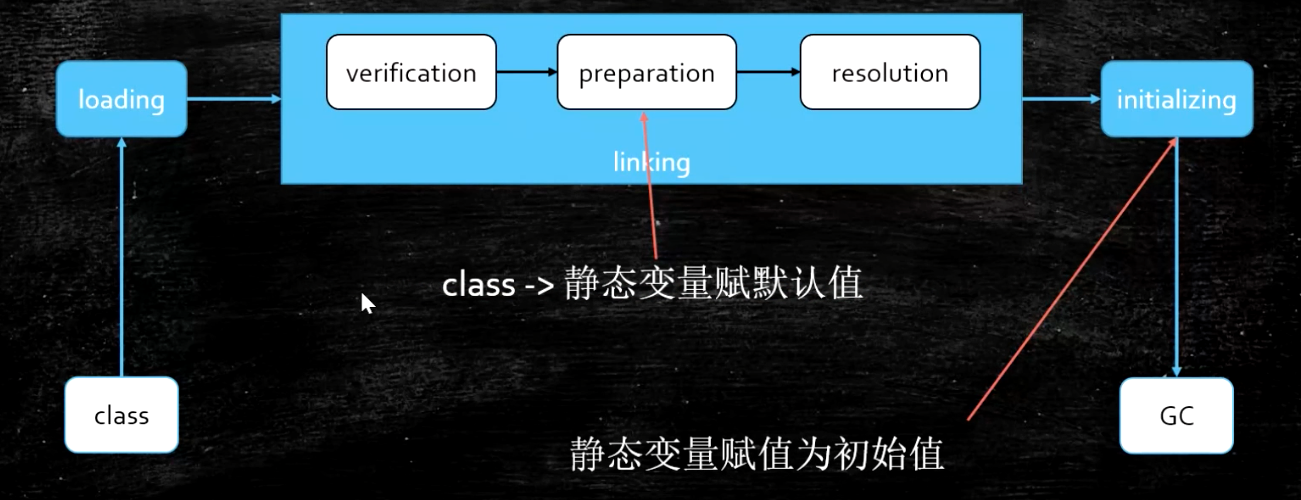 verification
preparation
resolution
loading
initializing
linking
class -> 静态变量赋默认值
class
GC
静态变量赋值为初始值